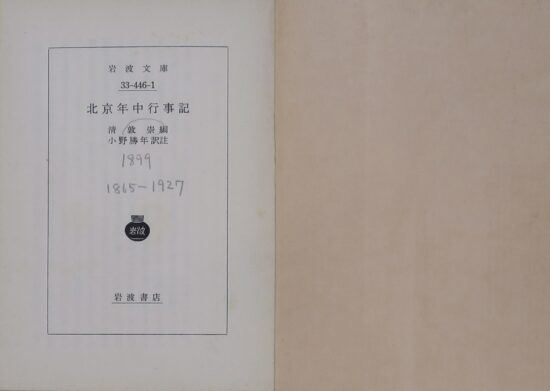 岩波文庫
33-446-1
北京年中行事記
清 敦崇編
小野勝年訳註
1899
1865-1927
岩波
岩波書店